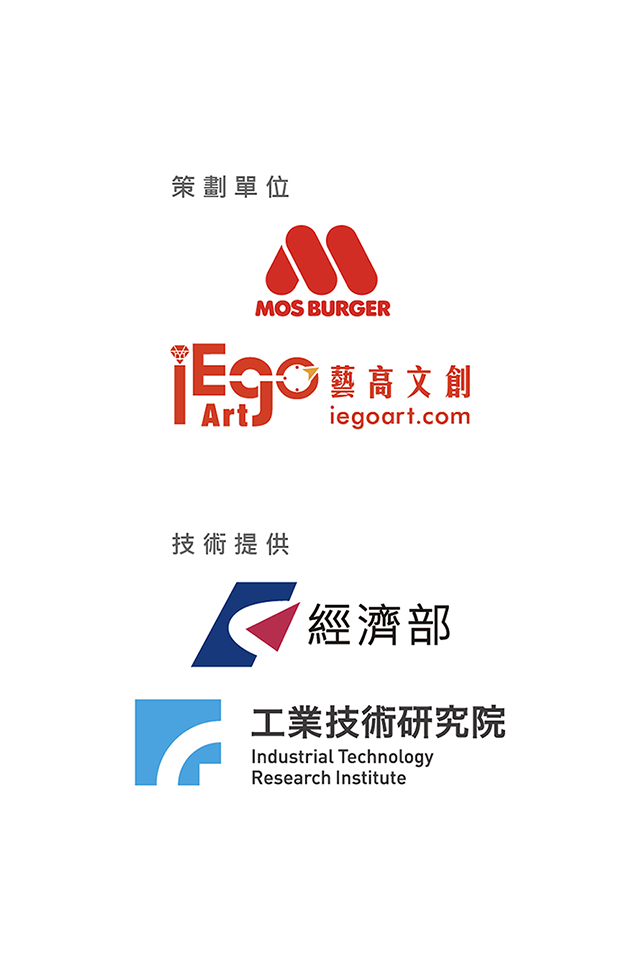 策劃單位
MOS BURGER
iEgo
Art
藝高文創
iegoart.com
技術提供
經濟部
工業技術研究院
Industrial Technology
Research Institute